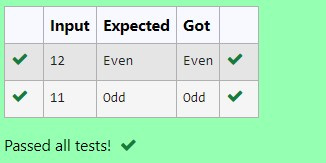 Input Expected Got
12 Even Even
11 Odd Odd
Passed all tests!